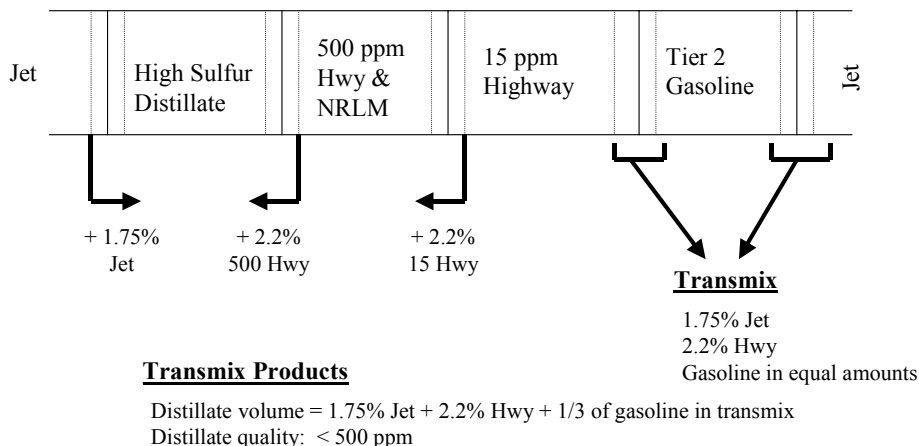 Jet
High Sulfur
Distillate
500 ppm
Hwy &
NRLM
15 ppm
Highway
Tier 2
Gasoline
Jet
+ 1.75%
Jet
+ 2.2%
500 Hwy
+ 2.2%
15 Hwy
Transmix
1.75% Jet
2.2% Hwy
Gasoline in equal amounts
Transmix Products
Distillate volume = 1.75% Jet + 2.2% Hwy + 1/3 of gasoline in transmix
Distillate quality: < 500 ppm